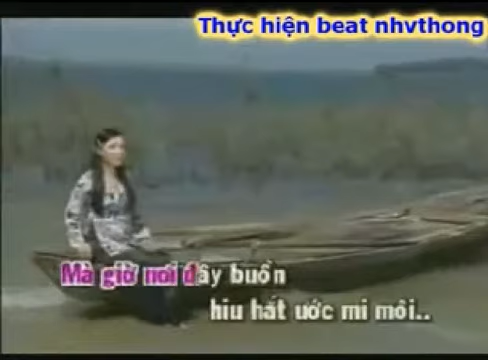 Thực hiện beat nhvthong
Mà giờ nơi đây buồn
hiu hắt ước mi môi..